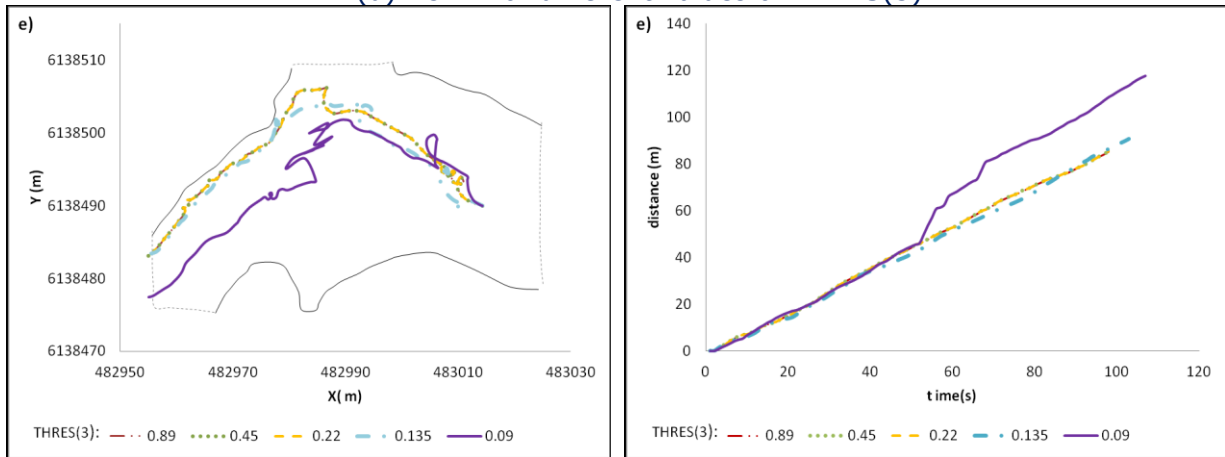 e)
6138510
6138500
6138490
6138480
6138470
Y (m)
482950 482970 482990 483010 483030
X( m)
THRES(3): 0.89 0.45 0.22 0.135 0.09
e)
140
120
100
80
60
40
20
0
distance (m)
0 20 40 60 80 100 120
t ime(s)
THRES(3): 0.89 0.45 0.22 0.135 0.09